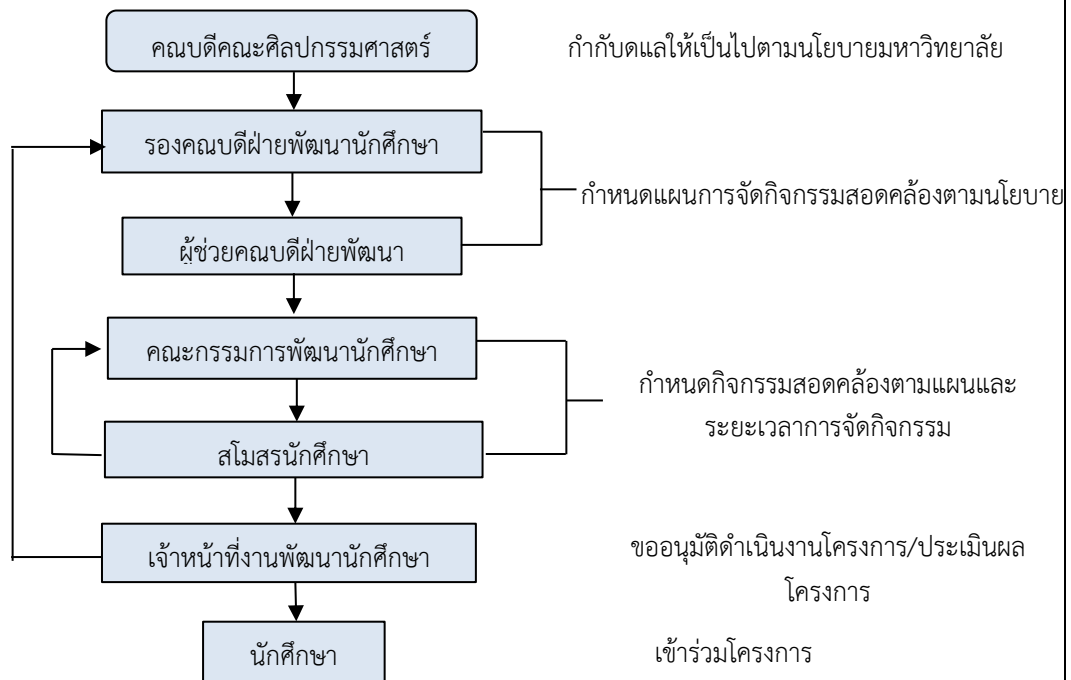 คณบดีคณะศิลปกรรมศาสตร์
กำกับดแลให้เป็นไปตามนโยบายมหาวิทยาลัย
รองคณบดีฝ่ายพัฒนานักศึกษา
กำหนดแผนการจัดกิจกรรมสอดคล้องตามนโยบาย
ผู้ช่วยคณบดีฝ่ายพัฒนา
คณะกรรมการพัฒนานักศึกษา
กำหนดกิจกรรมสอดคล้องตามแผนและ
ระยะเวลาการจัดกิจกรรม
สโมสรนักศึกษา
เจ้าหน้าที่งานพัฒนานักศึกษา
ขออนุมัติดำเนินงานโครงการ/ประเมินผล
โครงการ
นักศึกษา
เข้าร่วมโครงการ